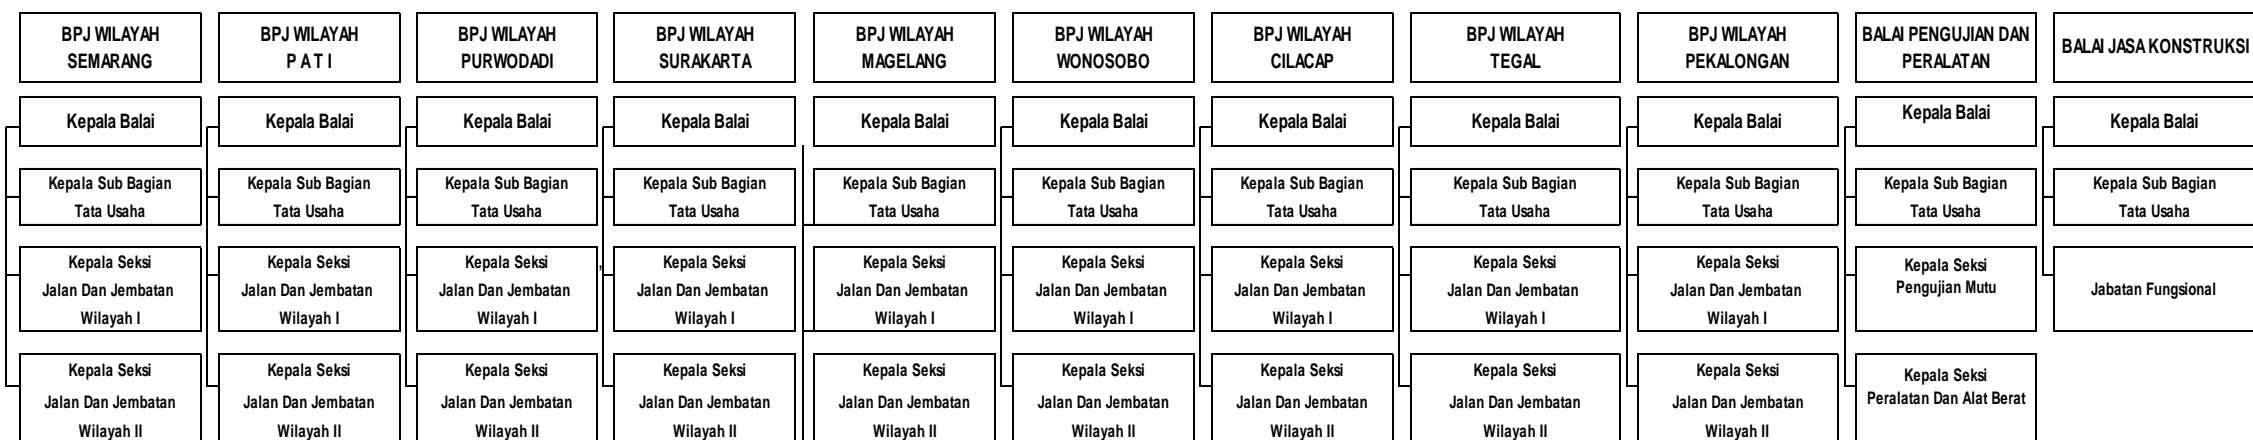 BPJ WILAYAH
SEMARANG
BPJ WILAYAH
P A T I
BPJ WILAYAH
PURWODADI
BPJ WILAYAH
SURAKARTA
BPJ WILAYAH
MAGELANG
BPJ WILAYAH
WONOSOBO
BPJ WILAYAH
CILACAP
BPJ WILAYAH
TEGAL
BPJ WILAYAH
PEKALONGAN
BALAI PENGUJIAN DAN
PERALATAN
BALAI JASA KONSTRUKSI
Kepala Balai
Kepala Balai
Kepala Balai
Kepala Balai
Kepala Balai
Kepala Balai
Kepala Balai
Kepala Balai
Kepala Balai
Kepala Balai
Kepala Balai
Kepala Sub Bagian
Tata Usaha
Kepala Sub Bagian
Tata Usaha
Kepala Sub Bagian
Tata Usaha
Kepala Sub Bagian
Tata Usaha
Kepala Sub Bagian
Tata Usaha
Kepala Sub Bagian
Tata Usaha
Kepala Sub Bagian
Tata Usaha
Kepala Sub Bagian
Tata Usaha
Kepala Sub Bagian
Tata Usaha
Kepala Sub Bagian
Tata Usaha
Kepala Sub Bagian
Tata Usaha
Kepala Seksi
Jalan Dan Jembatan
Wilayah I
Kepala Seksi
Jalan Dan Jembatan
Wilayah I
Kepala Seksi
Jalan Dan Jembatan
Wilayah I
,
Kepala Seksi
Jalan Dan Jembatan
Wilayah I
Kepala Seksi
Jalan Dan Jembatan
Wilayah I
Kepala Seksi
Jalan Dan Jembatan
Wilayah I
Kepala Seksi
Jalan Dan Jembatan
Wilayah I
Kepala Seksi
Jalan Dan Jembatan
Wilayah I
Kepala Seksi
Jalan Dan Jembatan
Wilayah I
Kepala Seksi
Pengujian Mutu
Jabatan Fungsional
Kepala Seksi
Jalan Dan Jembatan
Wilayah II
Kepala Seksi
Jalan Dan Jembatan
Wilayah II
Kepala Seksi
Jalan Dan Jembatan
Wilayah II
Kepala Seksi
Jalan Dan Jembatan
Wilayah II
Kepala Seksi
Jalan Dan Jembatan
Wilayah II
Kepala Seksi
Jalan Dan Jembatan
Wilayah II
Kepala Seksi
Jalan Dan Jembatan
Wilayah II
Kepala Seksi
Jalan Dan Jembatan
Wilayah II
Kepala Seksi
Jalan Dan Jembatan
Wilayah II
Kepala Seksi
Peralatan Dan Alat Berat